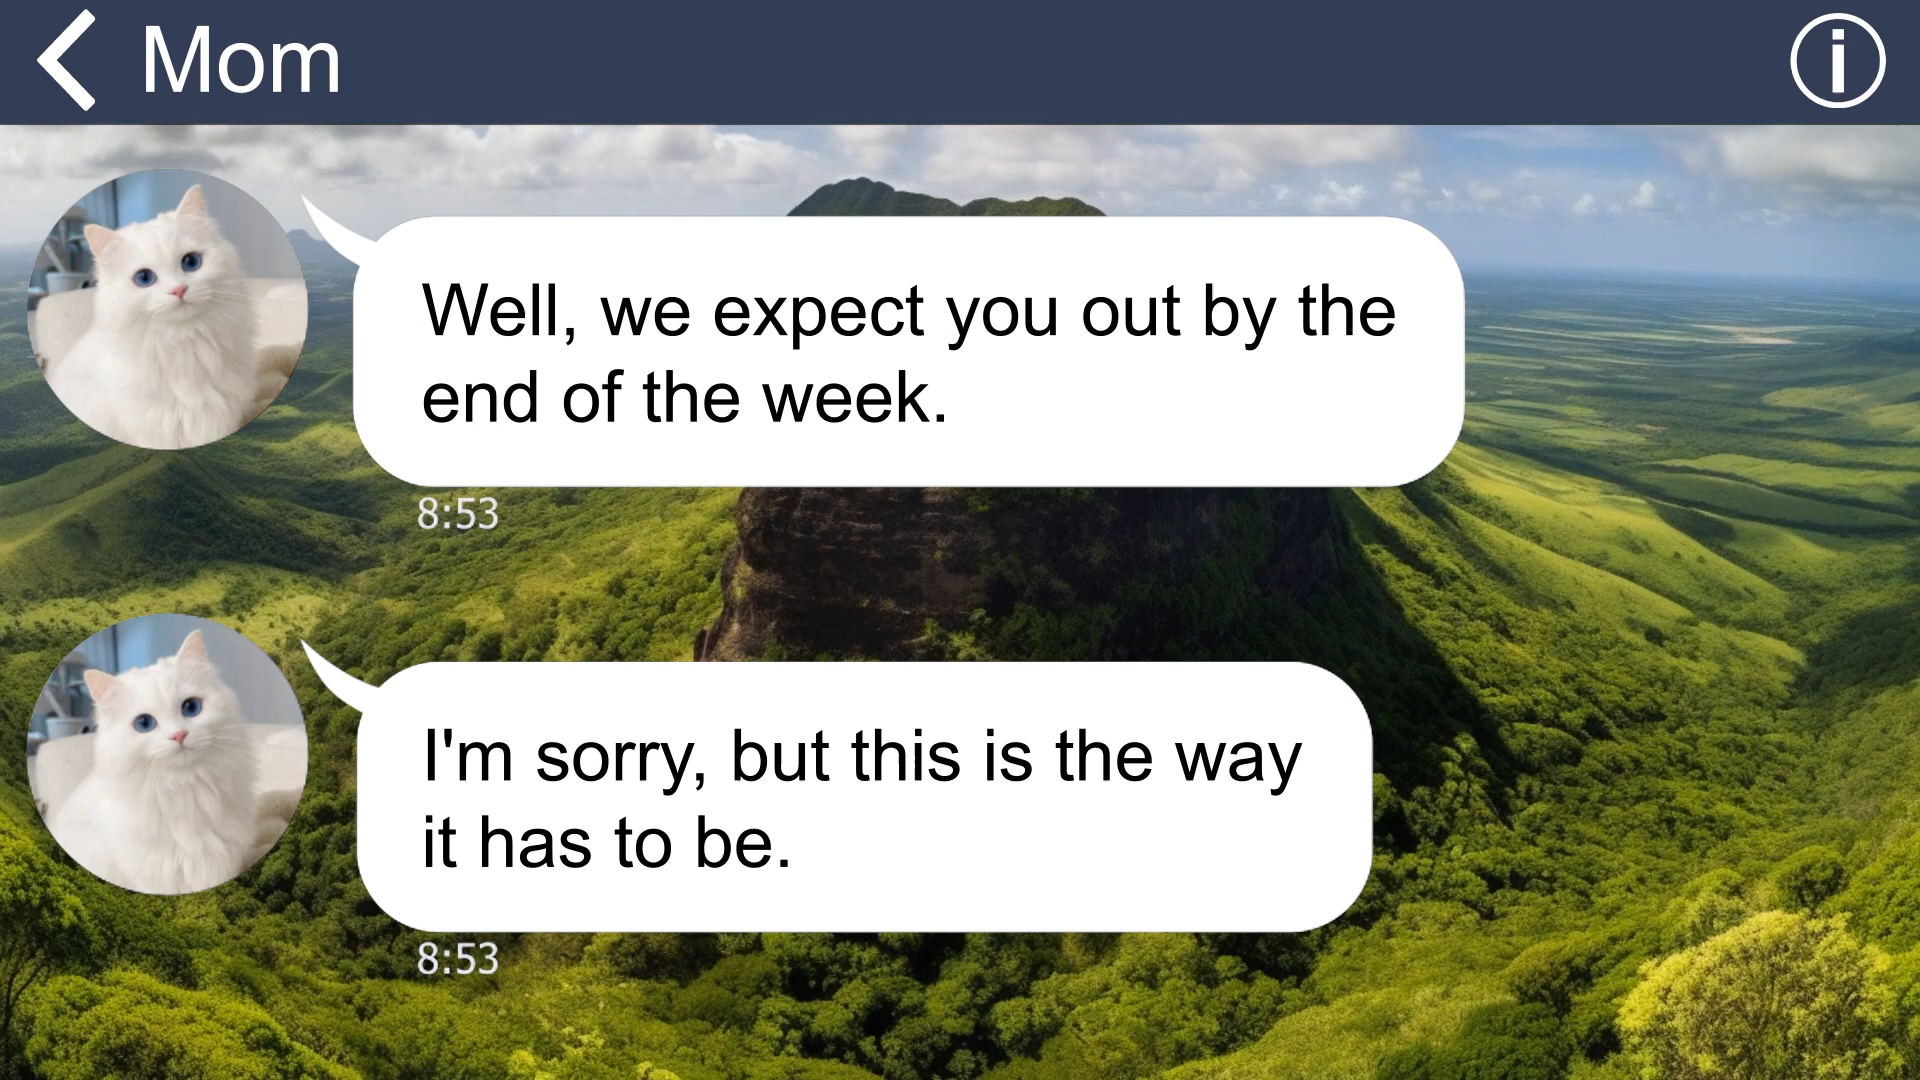 Mom
Well, we expect you out by the
end of the week.
8:53
I'm sorry, but this is the way
it has to be.
8:53